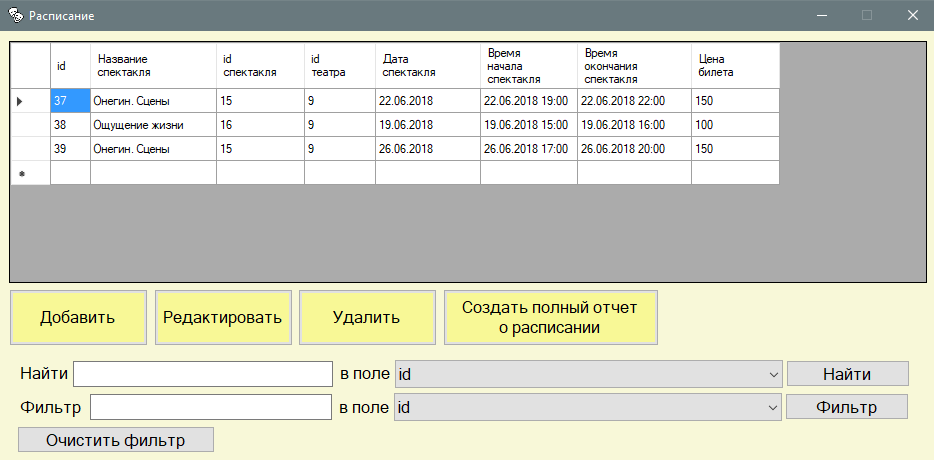 Расписание
id Название спектакля id спектакля id театра Дата спектакля Время начала спектакля Время окончания спектакля Цена билета
37 Онегин. Сцены 15 9 22.06.2018 22.06.2018 19:00 22.06.2018 22:00 150
38 Ощущение жизни 16 9 19.06.2018 19.06.2018 15:00 19.06.2018 16:00 100
39 Онегин. Сцены 15 9 26.06.2018 26.06.2018 17:00 26.06.2018 20:00 150
Добавить Редактировать Удалить Создать полный отчет
о расписании
Найти в поле id Найти
Фильтр в поле id Фильтр
Очистить фильтр